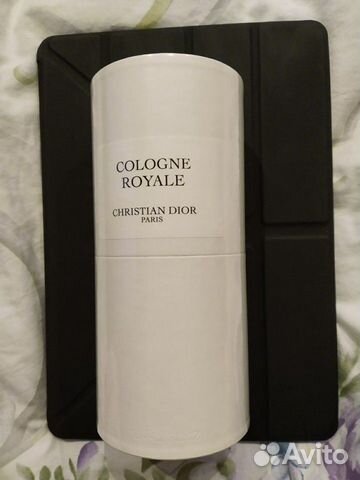 COLOGNE
ROYALE
CHRISTIAN DIOR
PARIS
Avito